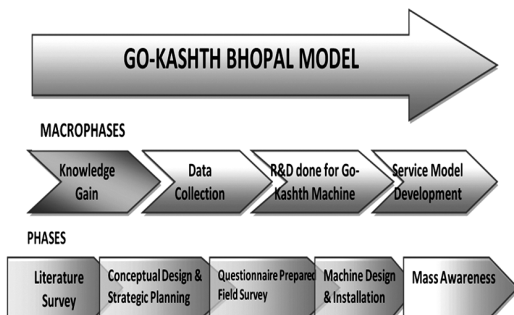 GO-KASHTH BHOPAL MODEL
MACROPHASES
Knowledge
Gain
Data
Collection
R&D done for Go-
Kashth Machine
Service Model
Development
PHASES
Literature
Survey
Conceptual Design &
Strategic Planning
Questionnaire Prepared
Field Survey
Machine Design
& Installation
Mass Awareness